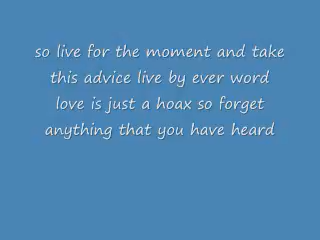 so live for the moment and take
this advice live by ever word
love is just a hoax so forget
anything that you have heard